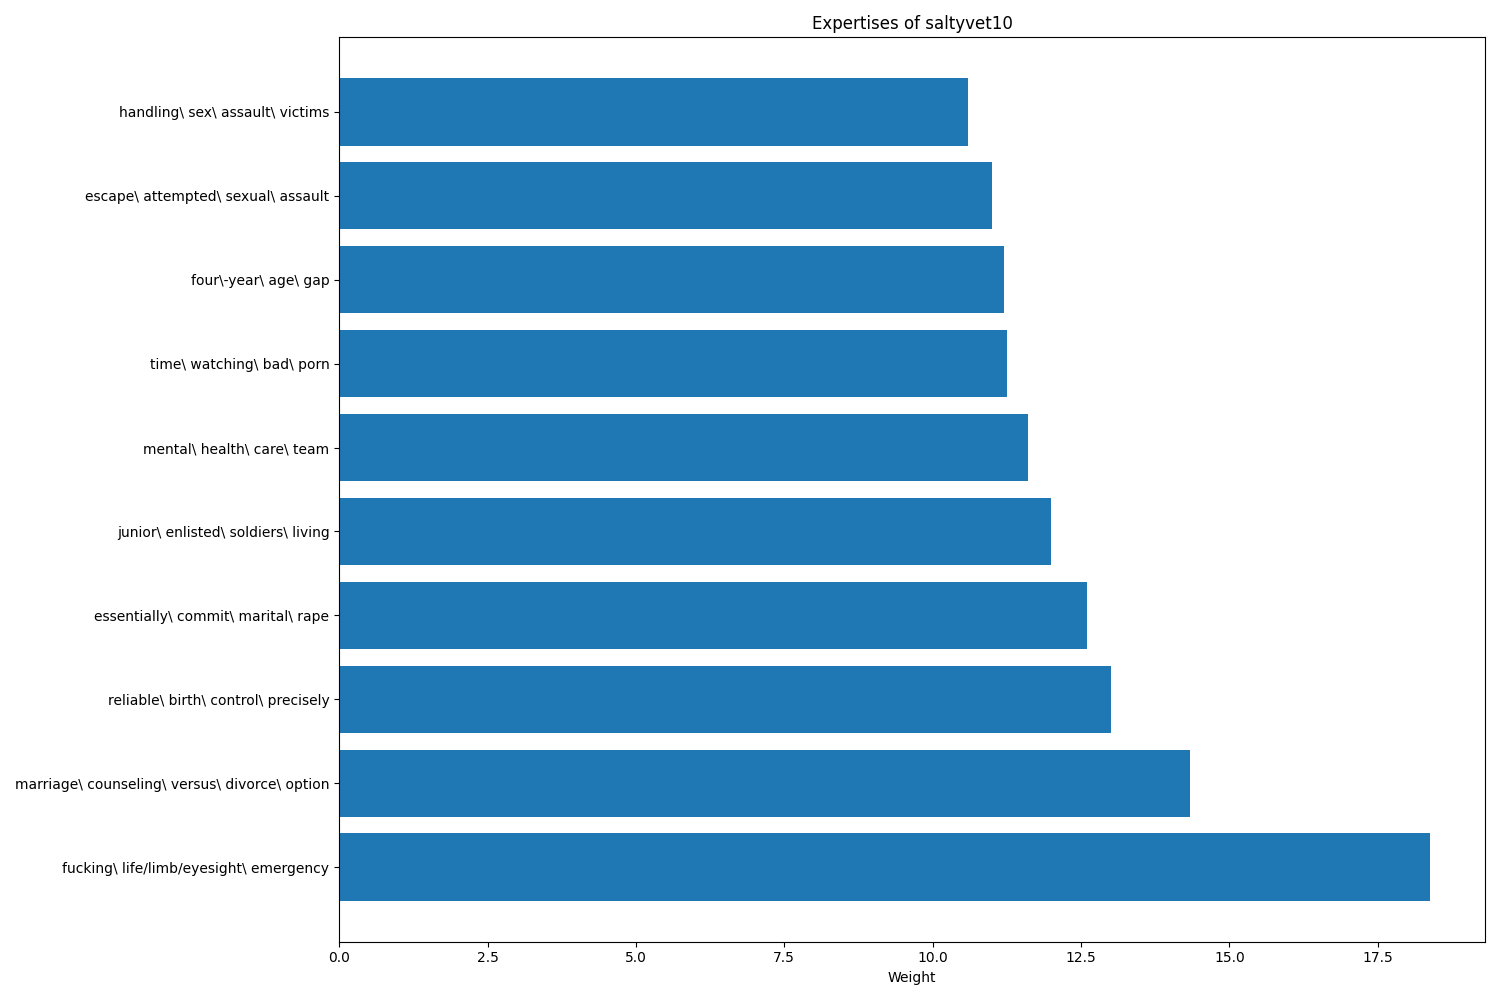 Expertises of saltyvet10
handling\ sex\ assault\ victims
escape\ attempted\ sexual\ assault
four\-year\ age\ gap
time\ watching\ bad\ porn
mental\ health\ care\ team
junior\ enlisted\ soldiers\ living
essentially\ commit\ marital\ rape
reliable\ birth\ control\ precisely
marriage\ counseling\ versus\ divorce\ option
fucking\ life/limb/eyesight\ emergency
0.0 2.5 5.0 7.5 10.0 12.5 15.0 17.5
Weight